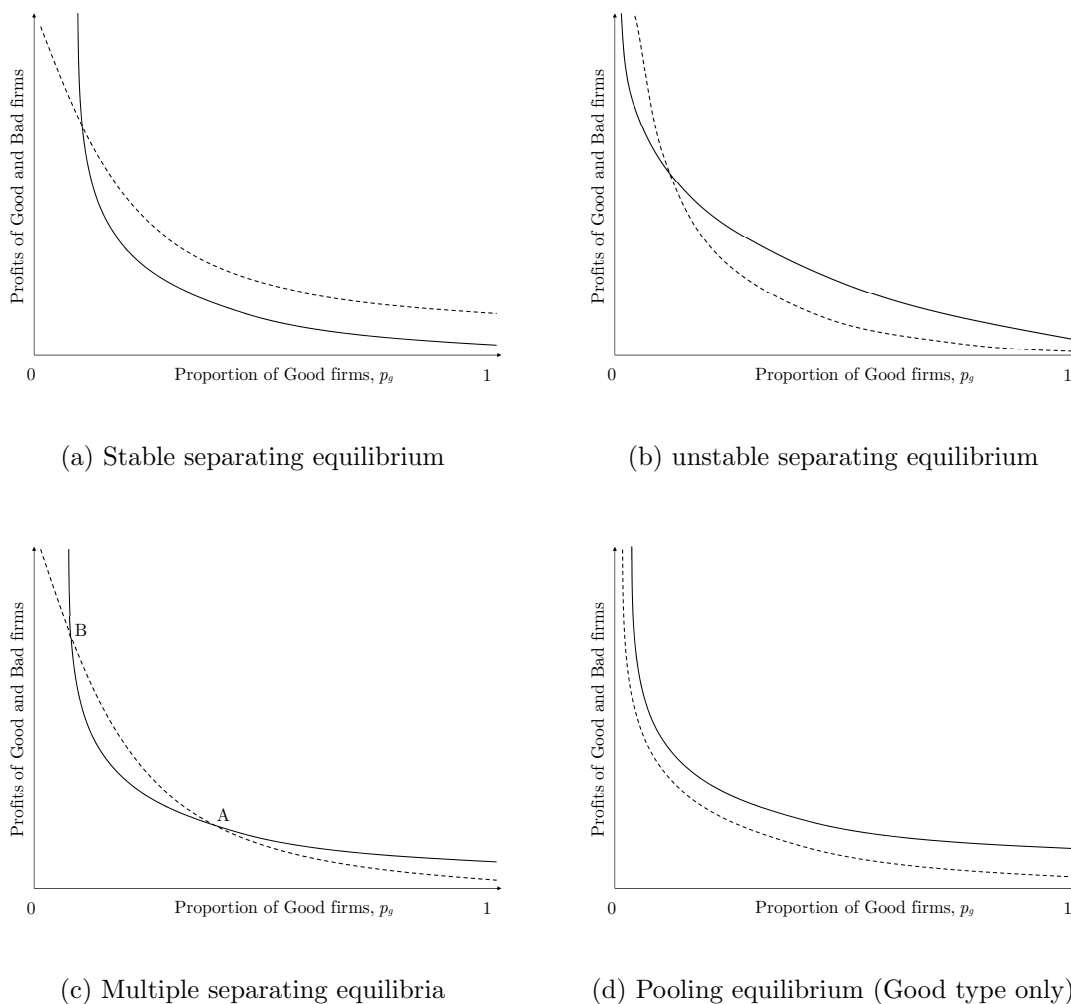 Profits of Good and Bad firms
0
Proportion of Good firms, p_g
1
(a) Stable separating equilibrium
Profits of Good and Bad firms
0
Proportion of Good firms, p_g
1
(b) unstable separating equilibrium
Profits of Good and Bad firms
B
A
0
Proportion of Good firms, p_g
1
(c) Multiple separating equilibria
Profits of Good and Bad firms
0
Proportion of Good firms, p_g
1
(d) Pooling equilibrium (Good type only)